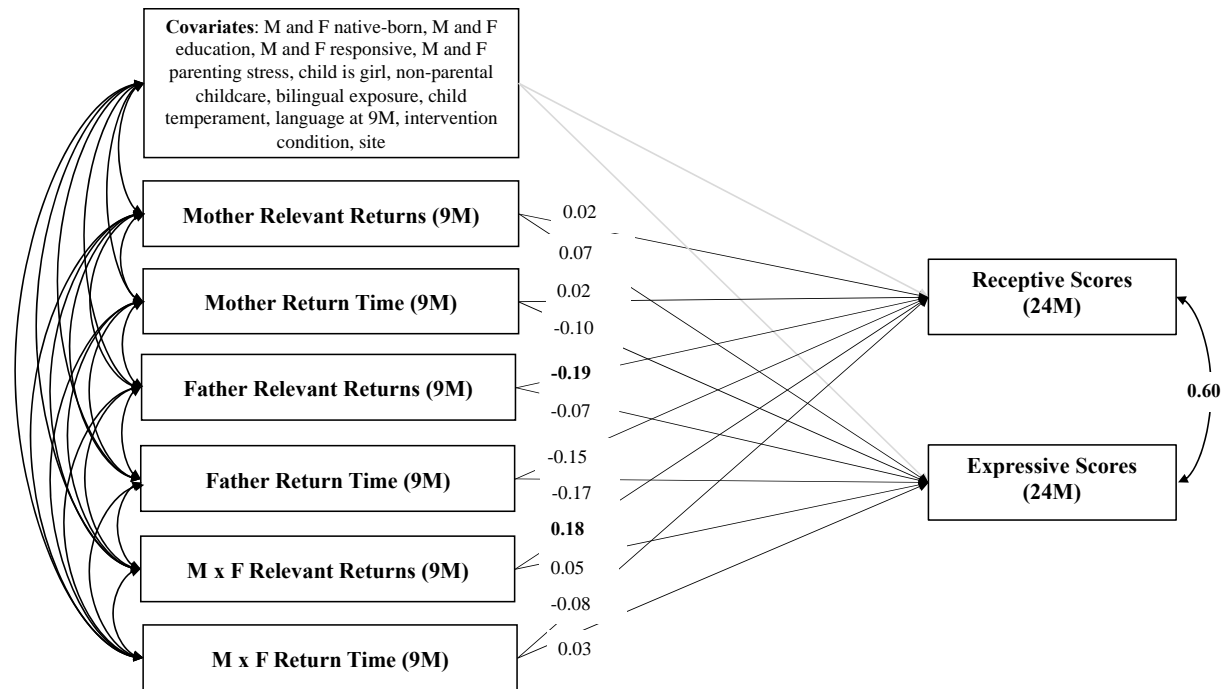 Covariates: M and F native-born, M and F
education, M and F responsive, M and F
parenting stress, child is girl, non-parental
childcare, bilingual exposure, child
temperament, language at 9M, intervention
condition, site
Mother Relevant Returns (9M)
Mother Return Time (9M)
Father Relevant Returns (9M)
Father Return Time (9M)
M x F Relevant Returns (9M)
M x F Return Time (9M)
0.02
0.07
0.02
-0.10
-0.19
-0.07
-0.15
-0.17
0.18
0.05
-0.08
0.03
Receptive Scores
(24M)
Expressive Scores
(24M)
0.60